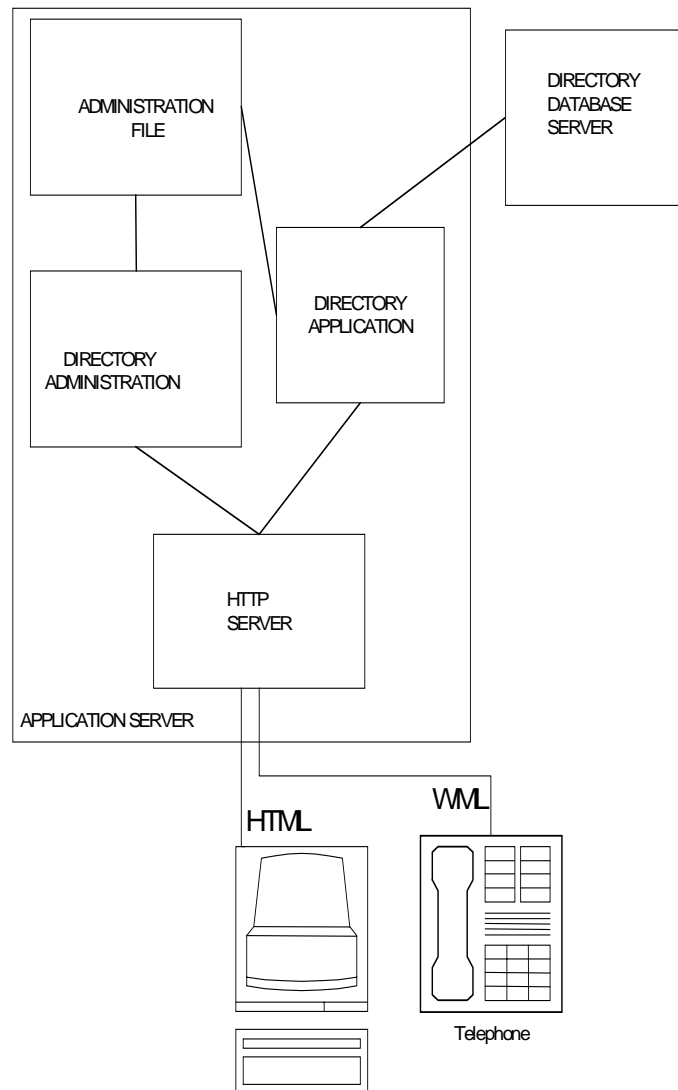 ADMINISTRATION
FILE
DIRECTORY
DATABASE
SERVER
DIRECTORY
APPLICATION
DIRECTORY
ADMINISTRATION
HTTP
SERVER
APPLICATION SERVER
HTML
WML
Telephone